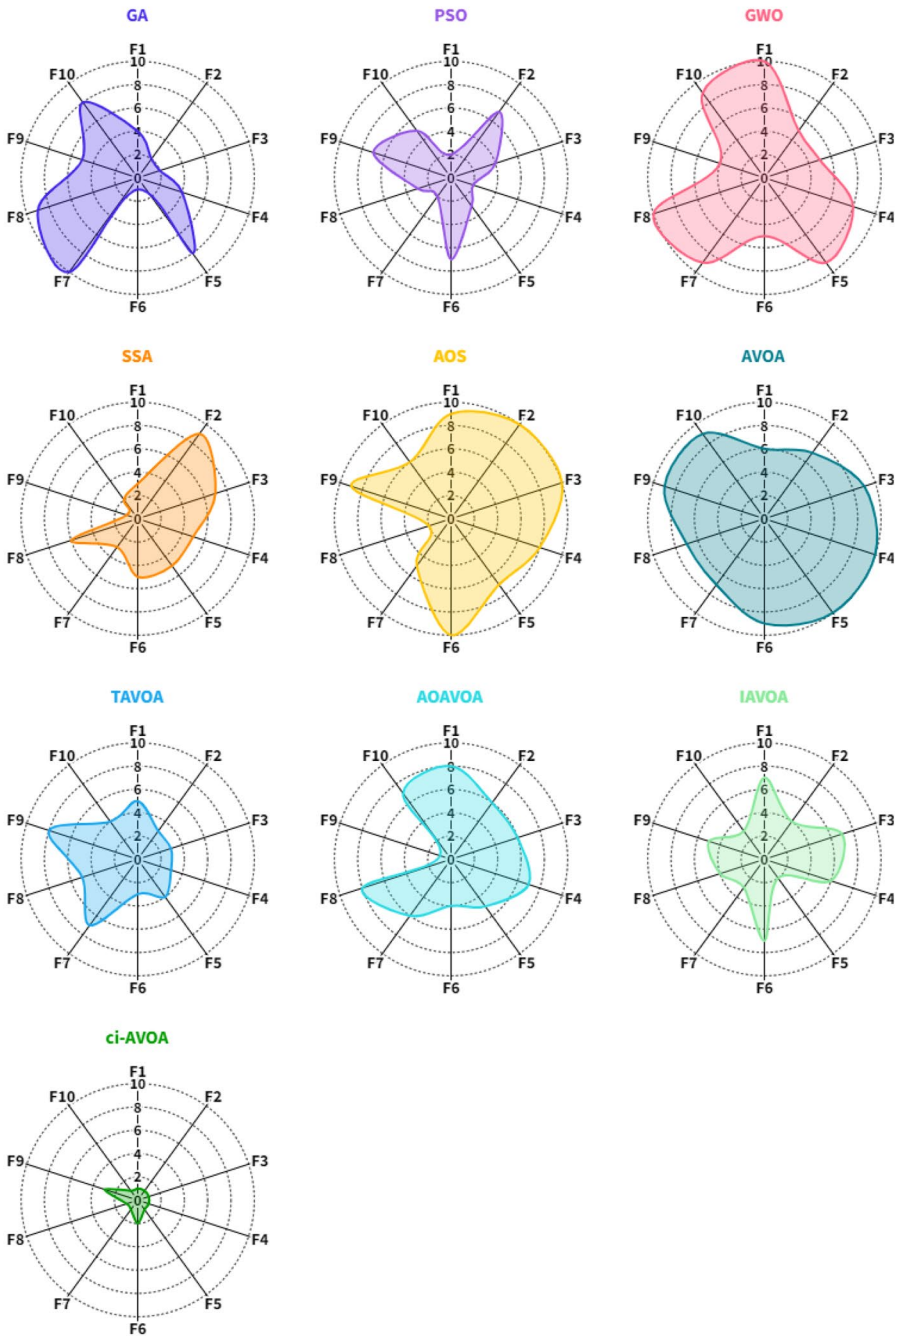 GA PSO GWO
F1 F1 F1
10 10 10
F10 F2 F10 F2 F10 F2
8 8 8
6 6 6
F9 F3 F9 F3 F9 F3
4 4 4
2 2 2
0 0 0
F8 F4 F8 F4 F8 F4
F7 F5 F7 F5 F7 F5
F6 F6 F6
SSA AOS AVOA
F1 F1 F1
10 10 10
F10 F2 F10 F2 F10 F2
8 8 8
6 6 6
F9 F3 F9 F3 F9 F3
4 4 4
2 2 2
0 0 0
F8 F4 F8 F4 F8 F4
F7 F5 F7 F5 F7 F5
F6 F6 F6
TAVOA AOAVOA IAVOA
F1 F1 F1
10 10 10
F10 F2 F10 F2 F10 F2
8 8 8
6 6 6
F9 F3 F9 F3 F9 F3
4 4 4
2 2 2
0 0 0
F8 F4 F8 F4 F8 F4
F7 F5 F7 F5 F7 F5
F6 F6 F6
ci-AVOA
F1
10
F10 F2
8
6
F9 F3
4
2
0
F8 F4
F7 F5
F6